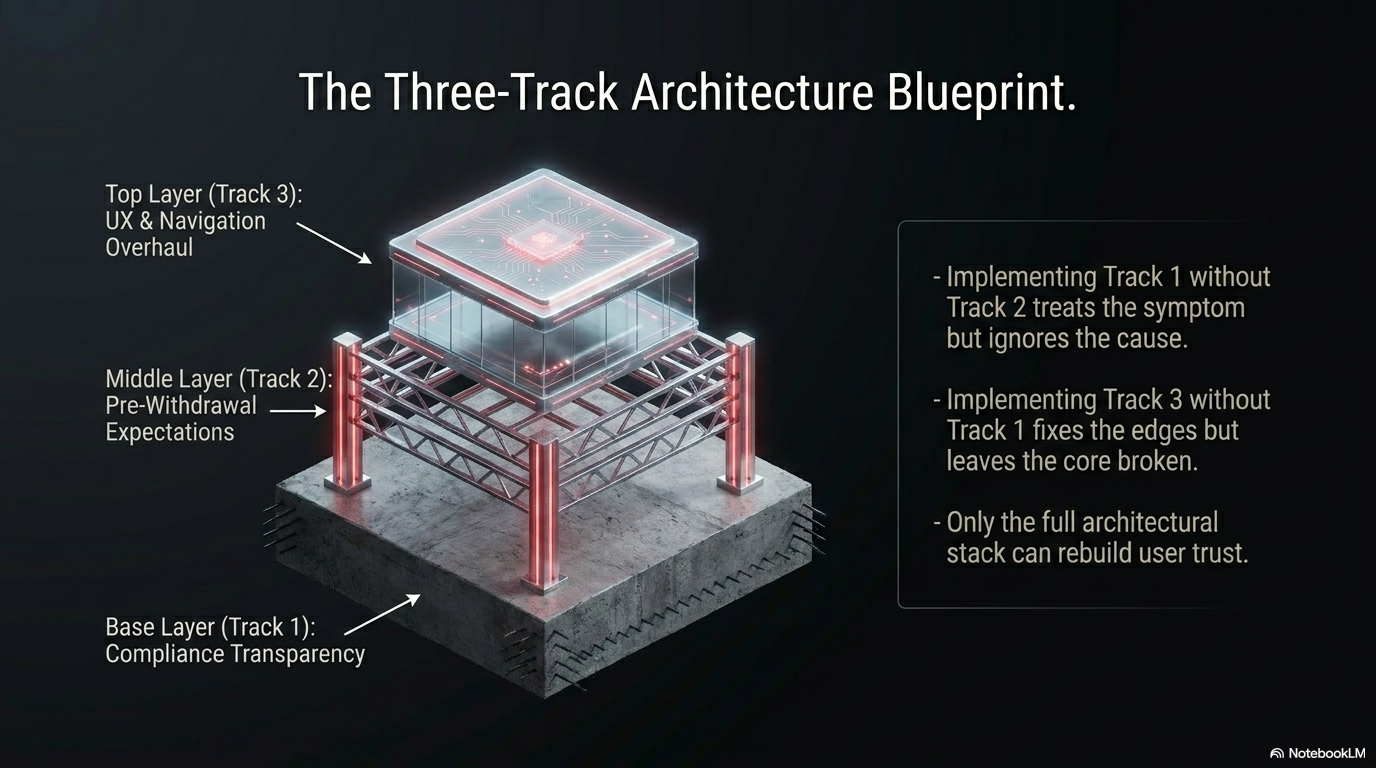 The Three-Track Architecture Blueprint.
Top Layer (Track 3):
UX & Navigation
Overhaul
Middle Layer (Track 2):
Pre-Withdrawal
Expectations
Base Layer (Track 1):
Compliance Transparency
- Implementing Track 1 without
Track 2 treats the symptom
but ignores the cause.
- Implementing Track 3 without
Track 1 fixes the edges but
leaves the core broken.
- Only the full architectural
stack can rebuild user trust.
NotebookLM